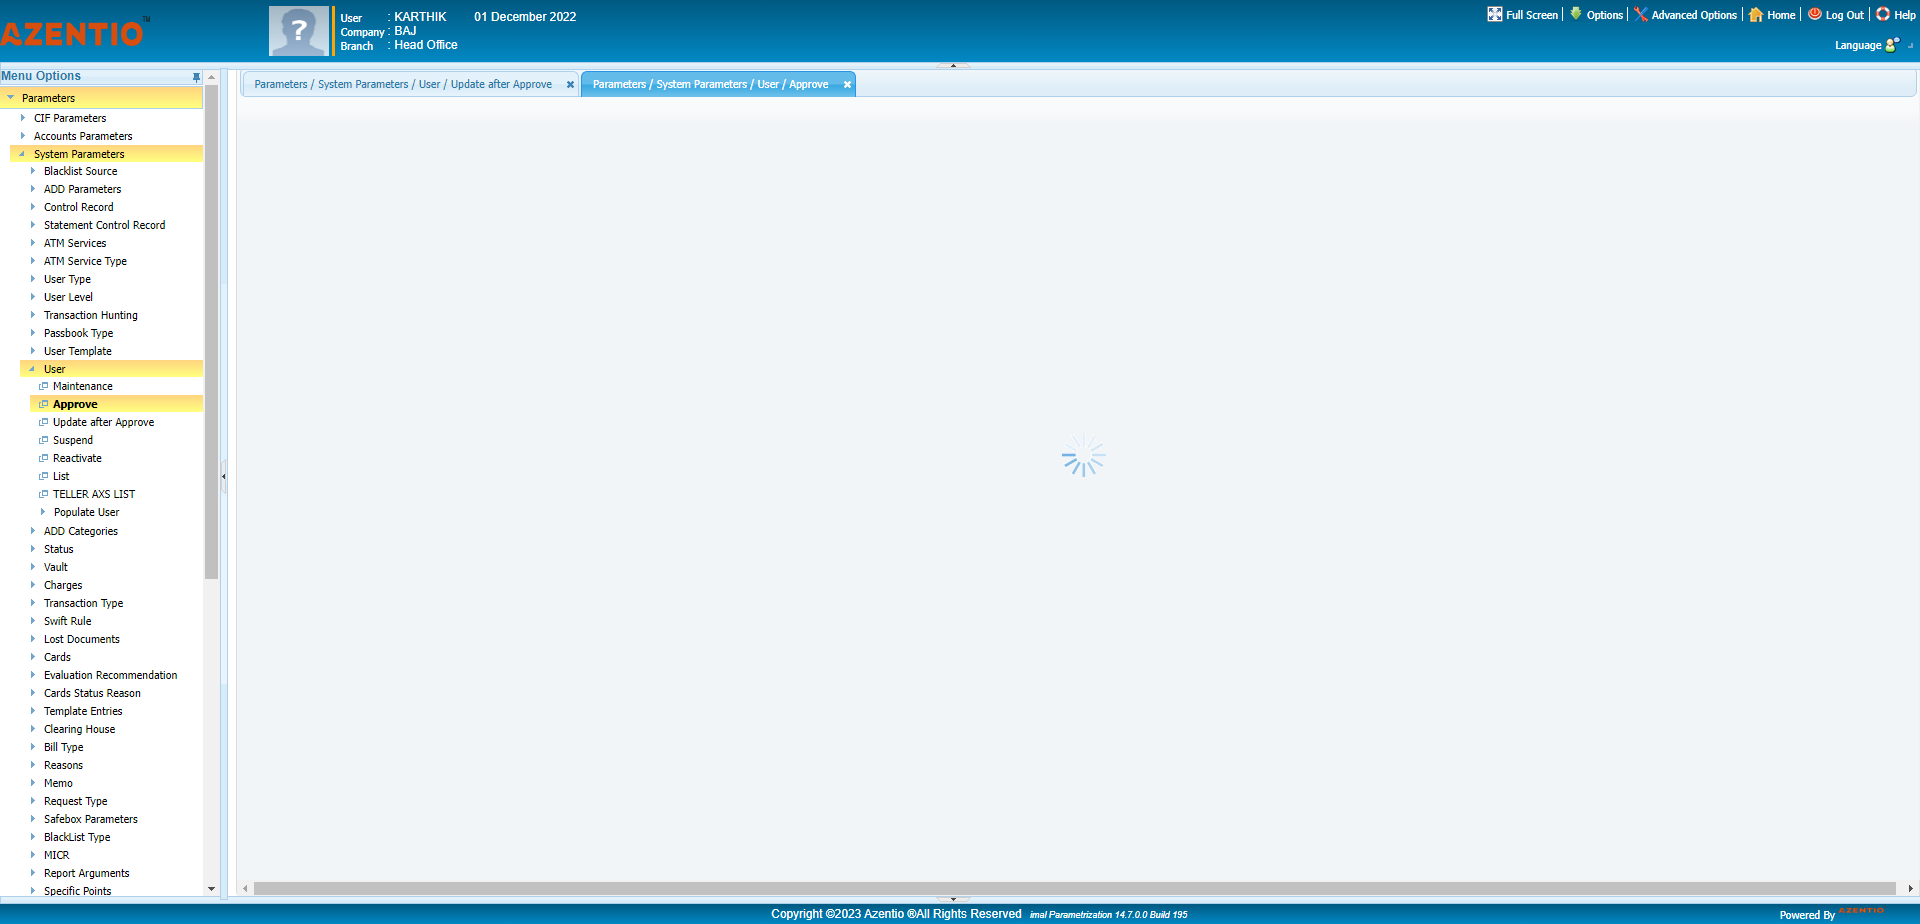 AZENTIO™
User : KARTHIK 01 December 2022
Company : BAJ
Branch : Head Office
Full Screen | Options | Advanced Options | Home | Log Out | Help
Language
Menu Options
Parameters / System Parameters / User / Update after Approve
Parameters / System Parameters / User / Approve
Parameters
CIF Parameters
Accounts Parameters
System Parameters
Blacklist Source
ADD Parameters
Control Record
Statement Control Record
ATM Services
ATM Service Type
User Type
User Level
Transaction Hunting
Passbook Type
User Template
User
Maintenance
Approve
Update after Approve
Suspend
Reactivate
List
TELLER AXS LIST
Populate User
ADD Categories
Status
Vault
Charges
Transaction Type
Swift Rule
Lost Documents
Cards
Evaluation Recommendation
Cards Status Reason
Template Entries
Clearing House
Bill Type
Reasons
Memo
Request Type
Safebox Parameters
BlackList Type
MICR
Report Arguments
Specific Points
Copyright ©2023 Azentio ®All Rights Reserved imal Parametrization 14.7.0.0 Build 195
Powered By AZENTIO